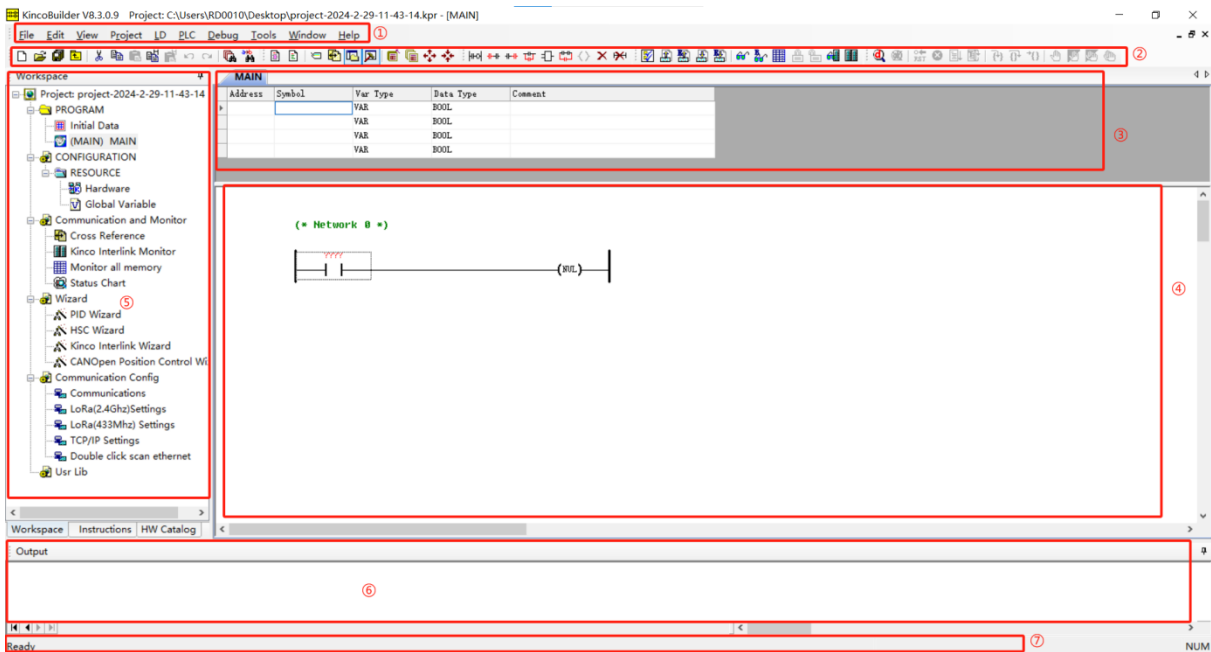 KincoBuilder V8.3.0.9   Project: C:\Users\RD0010\Desktop\project-2024-2-29-11-43-14.kpr - [MAIN]
File Edit View Project LD PLC Debug Tools Window Help ①
②
Workspace
MAIN
Address Symbol Var Type Data Type Comment
VAR BOOL
VAR BOOL
VAR BOOL
VAR BOOL
③
Project: project-2024-2-29-11-43-14
PROGRAM
Initial Data
(MAIN) MAIN
CONFIGURATION
RESOURCE
Hardware
Global Variable
Communication and Monitor
Cross Reference
Kinco Interlink Monitor
Monitor all memory
Status Chart
Wizard
⑤
PID Wizard
HSC Wizard
Kinco Interlink Wizard
CANOpen Position Control Wi
Communication Config
Communications
LoRa(2.4Ghz)Settings
LoRa(433Mhz) Settings
TCP/IP Settings
Double click scan ethernet
Usr Lib
Workspace Instructions HW Catalog
(* Network 0 *)
????
(NUL)
④
Output
⑥
Ready
⑦
NUM